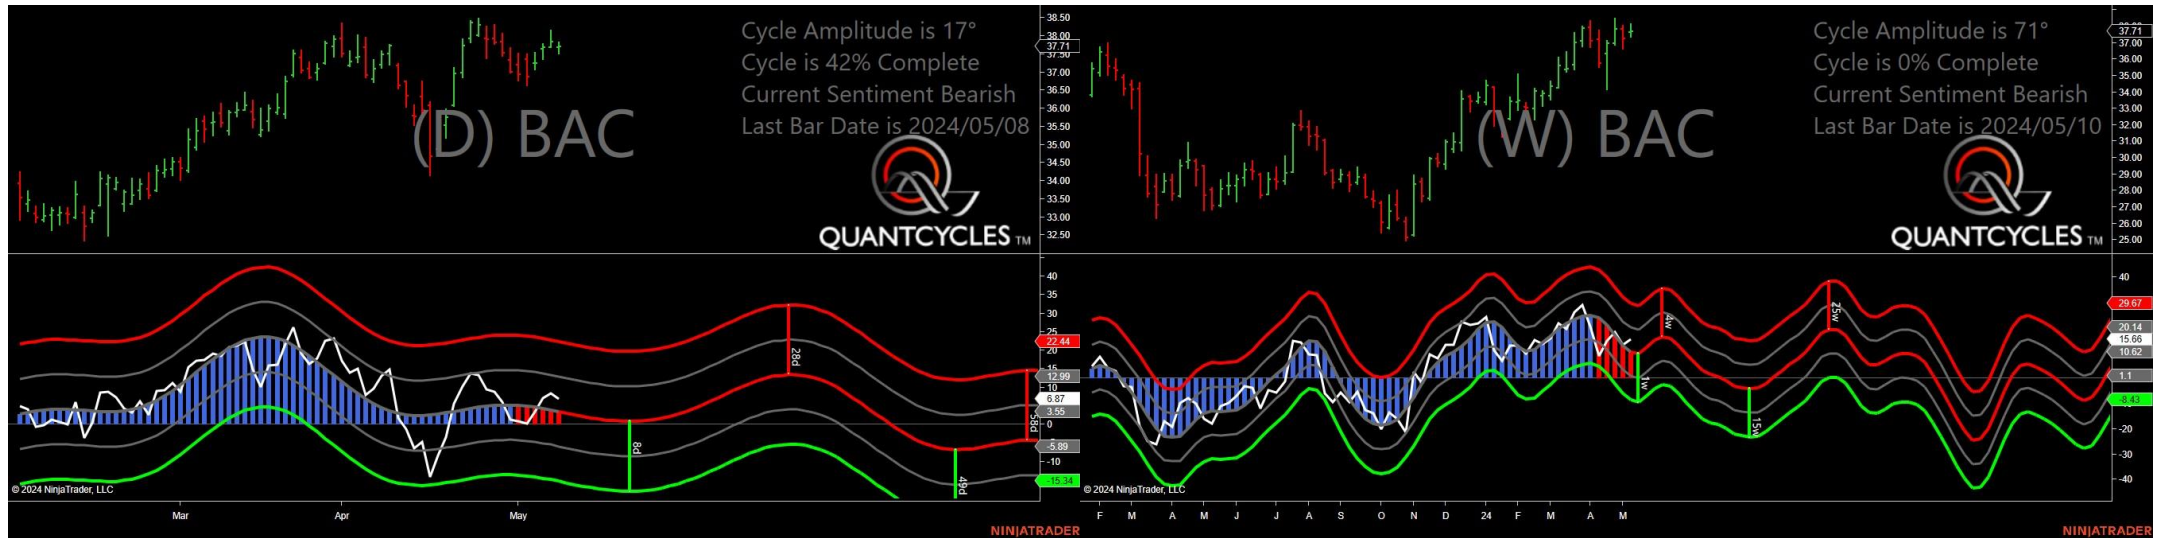 Cycle Amplitude is 17°
Cycle is 42% Complete
Current Sentiment Bearish
Last Bar Date is 2024/05/08
(D) BAC
QUANTCYCLES TM
38.50
38.00
37.71
37.00
36.50
36.00
35.50
35.00
34.50
34.00
33.50
33.00
32.50
40
35
30
25
22.44
20
15
12.99
10
6.87
3.55
0
-5.89
-10
-15.34
8d
28d
49d
58d
© 2024 NinjaTrader, LLC
Mar
Apr
May
NINJATRADER
Cycle Amplitude is 71°
Cycle is 0% Complete
Current Sentiment Bearish
Last Bar Date is 2024/05/10
(W) BAC
QUANTCYCLES TM
37.71
37.00
36.00
35.00
34.00
33.00
32.00
31.00
30.00
29.00
28.00
27.00
26.00
25.00
40
29.67
20.14
15.66
10.62
1.1
-8.43
-20
-30
-40
1w
4w
15w
25w
© 2024 NinjaTrader, LLC
F M A M J J A S O N D 24 F M A M
NINJATRADER